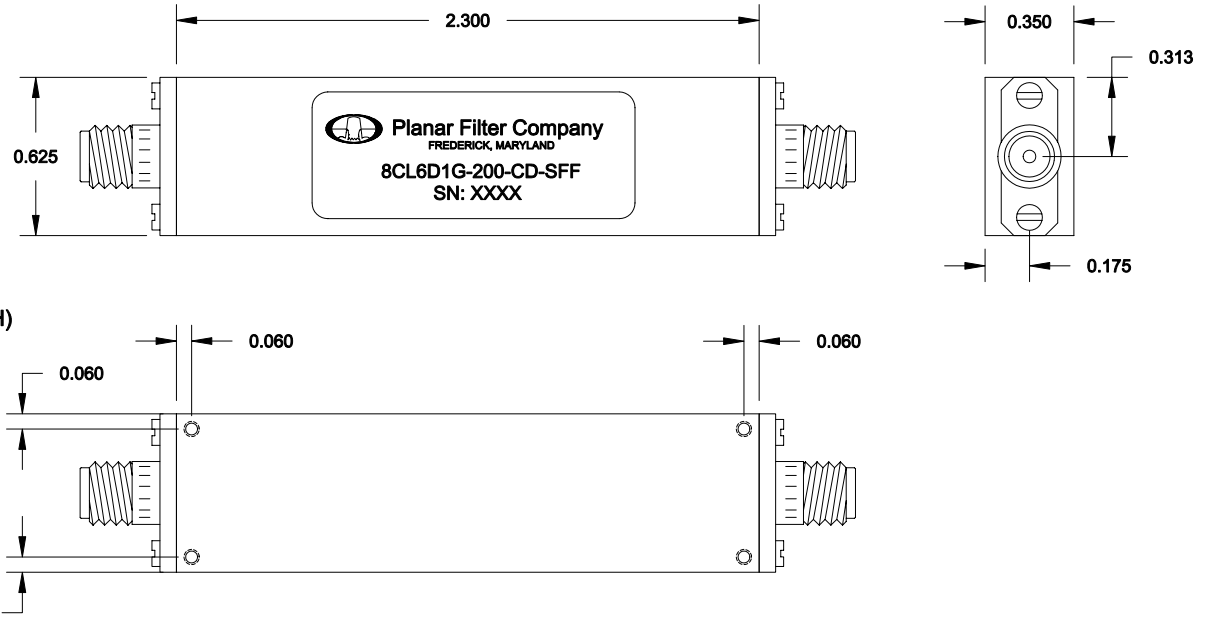 2.300
0.350
0.313
Planar Filter Company
FREDERICK, MARYLAND
0.625
8CL6D1G-200-CD-SFF
SN: XXXX
0.175
0.060
0.060
0.060